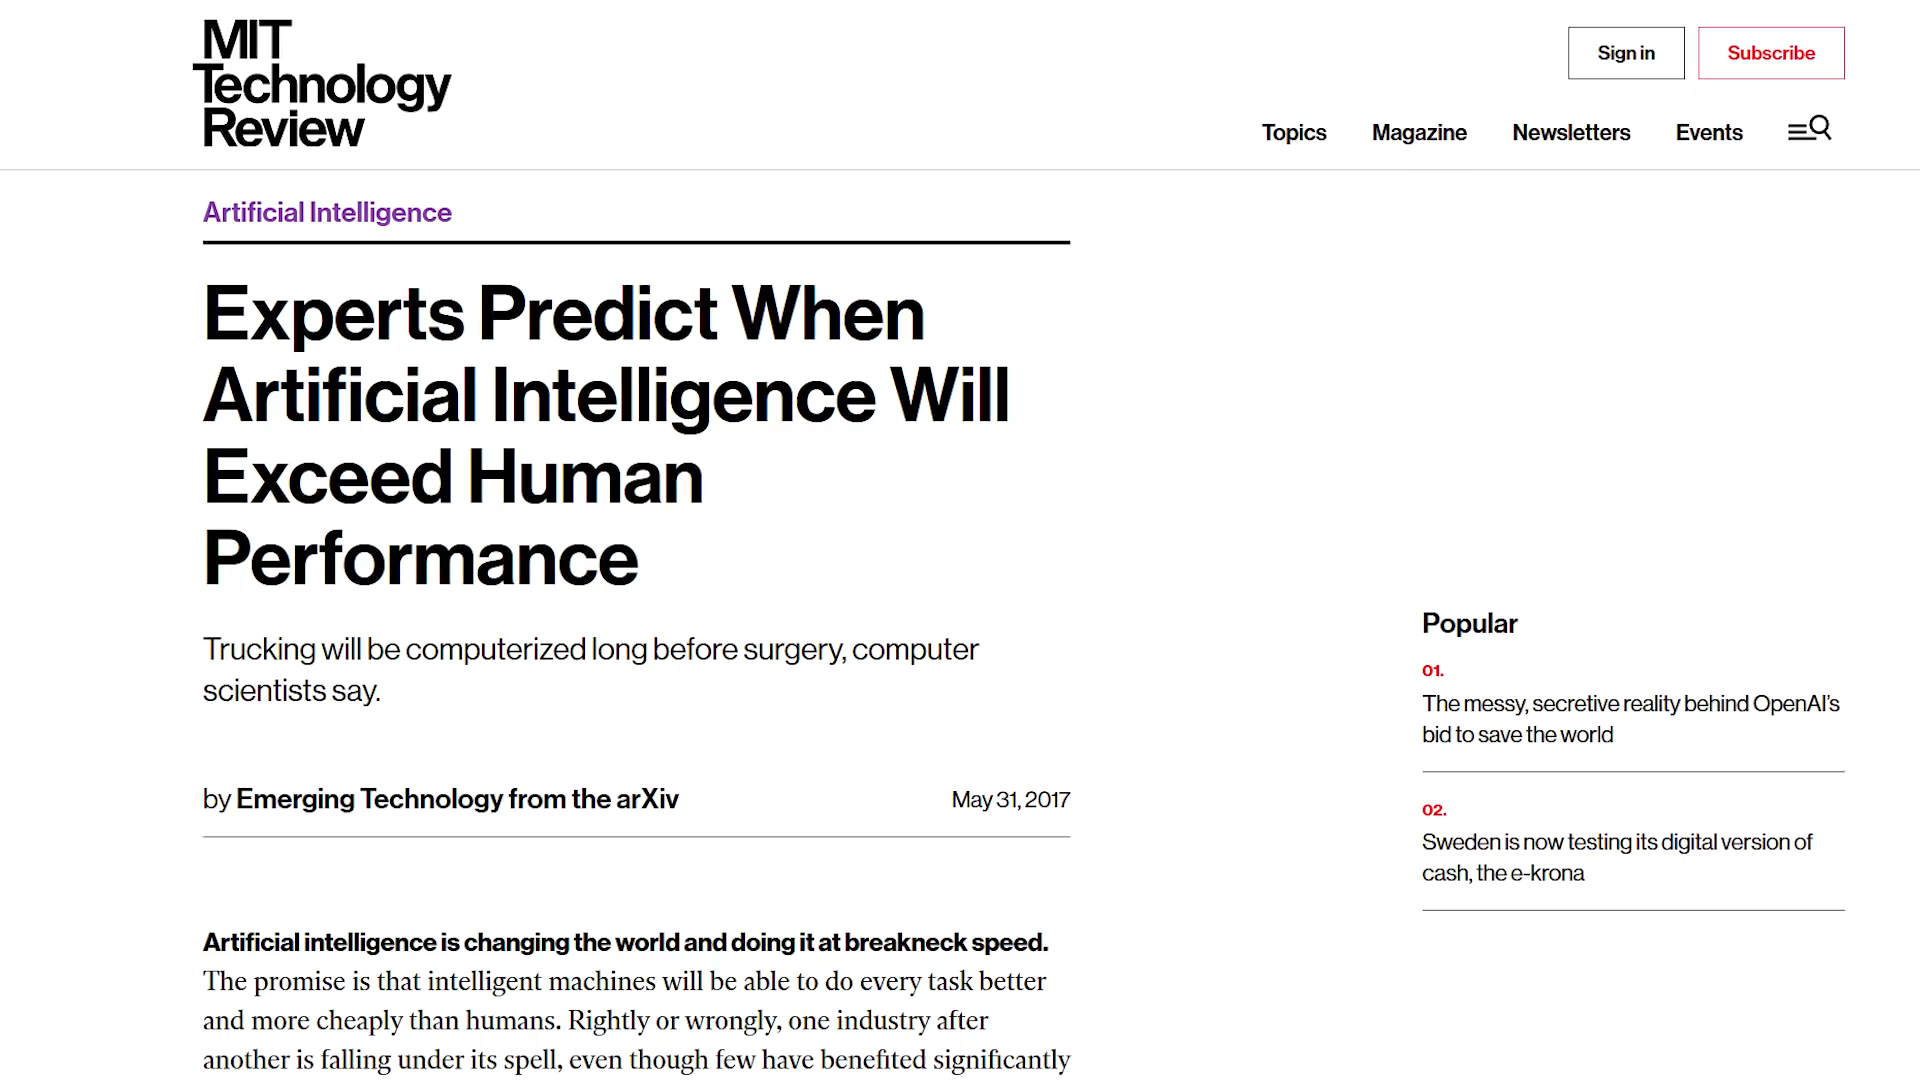 MIT
Technology
Review
Sign in
Subscribe
Topics
Magazine
Newsletters
Events
Artificial Intelligence
Experts Predict When
Artificial Intelligence Will
Exceed Human
Performance
Trucking will be computerized long before surgery, computer
scientists say.
by Emerging Technology from the arXiv
May 31, 2017
Artificial intelligence is changing the world and doing it at breakneck speed.
The promise is that intelligent machines will be able to do every task better
and more cheaply than humans. Rightly or wrongly, one industry after
another is falling under its spell, even though few have benefited significantly
Popular
01.
The messy, secretive reality behind OpenAI’s
bid to save the world
02.
Sweden is now testing its digital version of
cash, the e-krona